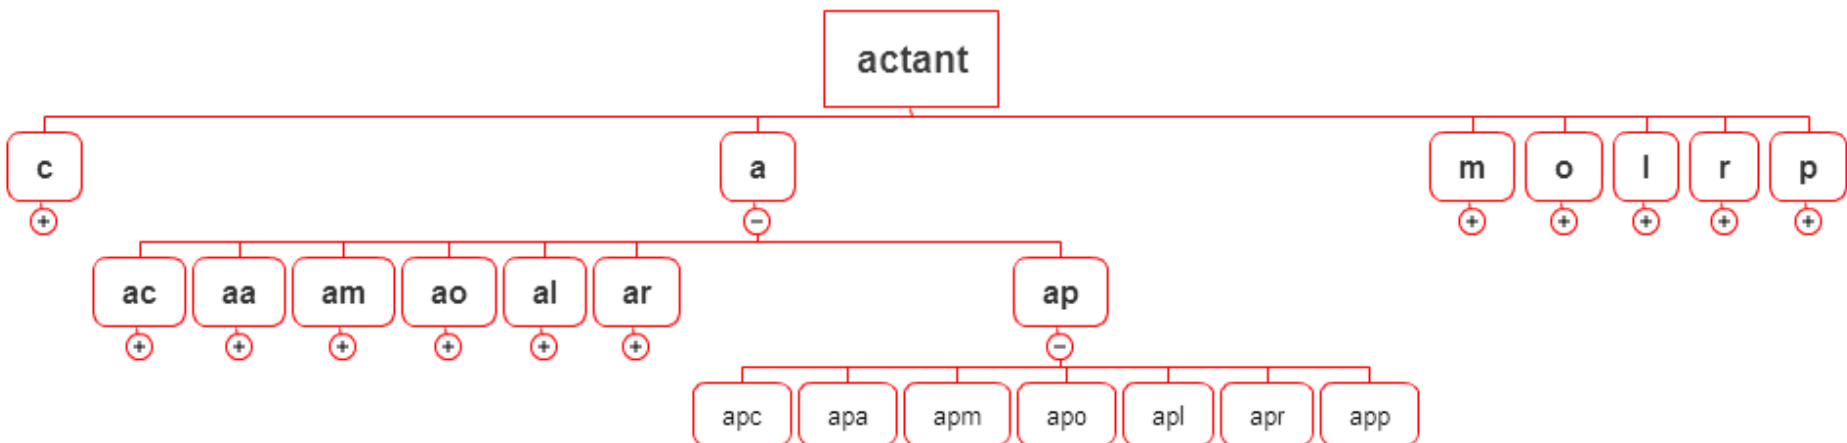 actant
c a m o l r p
+ − + + + + +
ac aa am ao al ar ap
+ + + + + + −
apc apa apm apo apl apr app